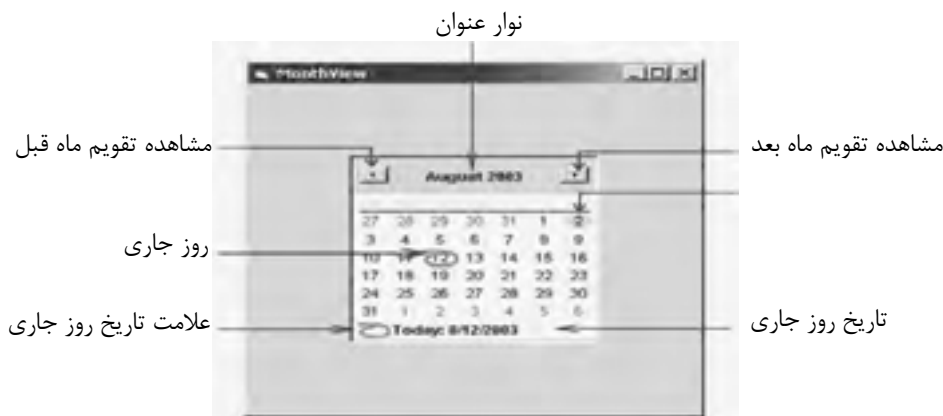 نوار عنوان
MonthView
مشاهده تقویم ماه قبل
مشاهده تقویم ماه بعد
August 2003
27 28 29 30 31 1 2
3 4 5 6 7 8 9
روز جاری
10 11 12 13 14 15 16
17 18 19 20 21 22 23
24 25 26 27 28 29 30
31 1 2 3 4 5 6
علامت تاریخ روز جاری
Today: 8/12/2003
تاریخ روز جاری